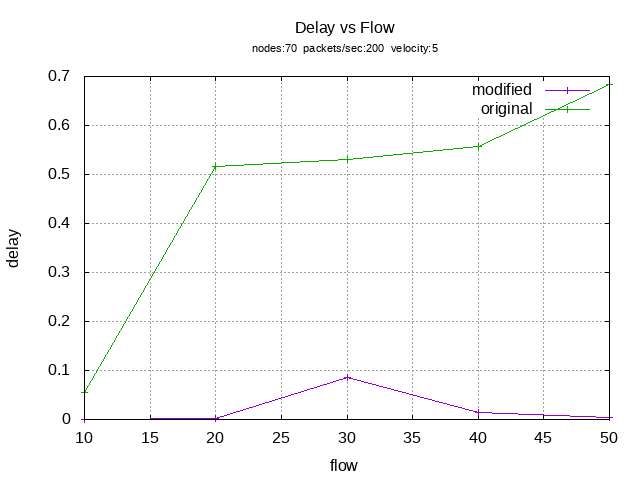 Delay vs Flow
nodes:70 packets/sec:200 velocity:5
modified
original
0.7
0.6
0.5
0.4
0.3
0.2
0.1
0
delay
10 15 20 25 30 35 40 45 50
flow